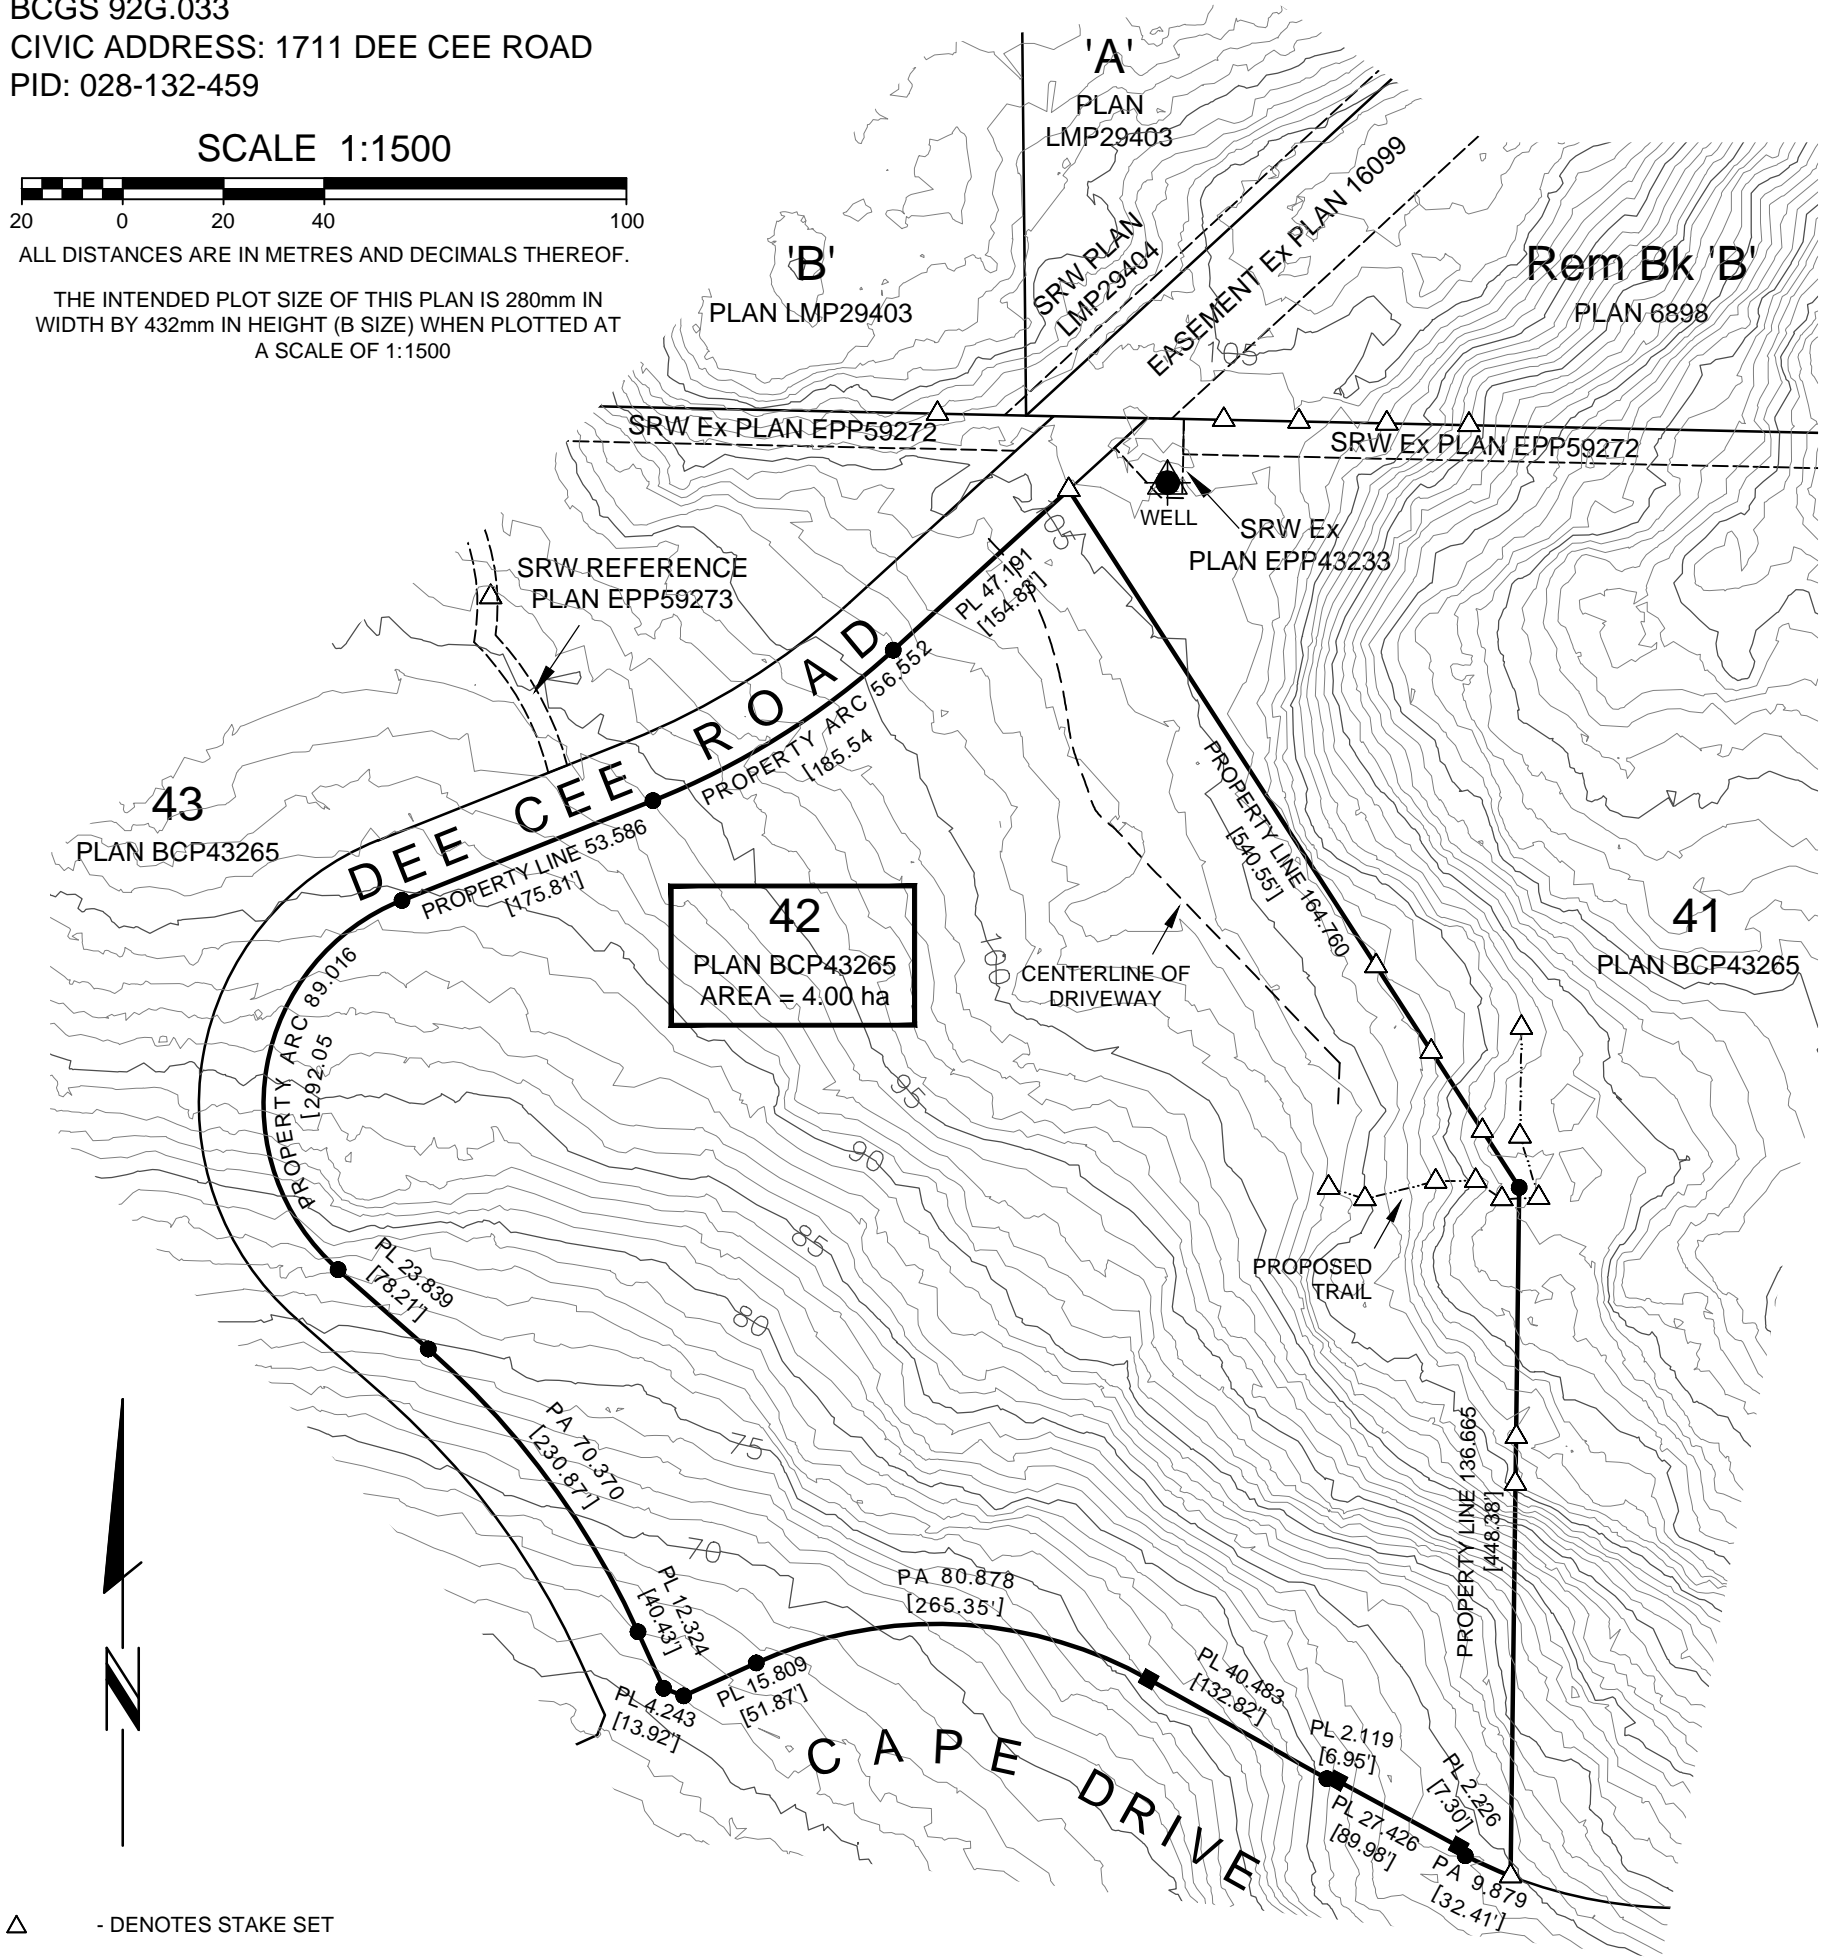 BCGS 92G.033
CIVIC ADDRESS: 1711 DEE CEE ROAD
PID: 028-132-459
SCALE 1:1500
20 0 20 40 100
ALL DISTANCES ARE IN METRES AND DECIMALS THEREOF.
THE INTENDED PLOT SIZE OF THIS PLAN IS 280mm IN
WIDTH BY 432mm IN HEIGHT (B SIZE) WHEN PLOTTED AT
A SCALE OF 1:1500
'A'
PLAN
LMP29403
'B'
PLAN LMP29403
SRW PLAN
LMP29404
EASEMENT Ex PLAN 16099
105
Rem Bk 'B'
PLAN 6898
SRW Ex PLAN EPP59272
SRW Ex PLAN EPP59272
WELL
SRW Ex
PLAN EPP43233
105
SRW REFERENCE
PLAN EPP59273
PL 47.191
[154.83']
DEE CEE ROAD
PROPERTY ARC 56.552
[185.54
43
PLAN BCP43265
PROPERTY LINE 53.586
[175.81']
PROPERTY LINE 164.760
[540.55']
42
PLAN BCP43265
AREA = 4.00 ha
100
CENTERLINE OF
DRIVEWAY
41
PLAN BCP43265
PROPERTY ARC 89.016
[292.05
95
90
85
80
75
70
PROPOSED
TRAIL
PL 23.839
[78.21']
PA 70.370
[230.87']
PROPERTY LINE 136.665
[448.38']
PL 12.324
[40.43']
PA 80.878
[265.35']
PL 4.243
[13.92']
PL 15.809
[51.87']
PL 40.483
[132.82']
PL 2.119
[6.95']
PL 2.226
[7.30']
PL 27.426
[89.98']
PA 9.879
[32.41']
CAPE DRIVE
N
- DENOTES STAKE SET